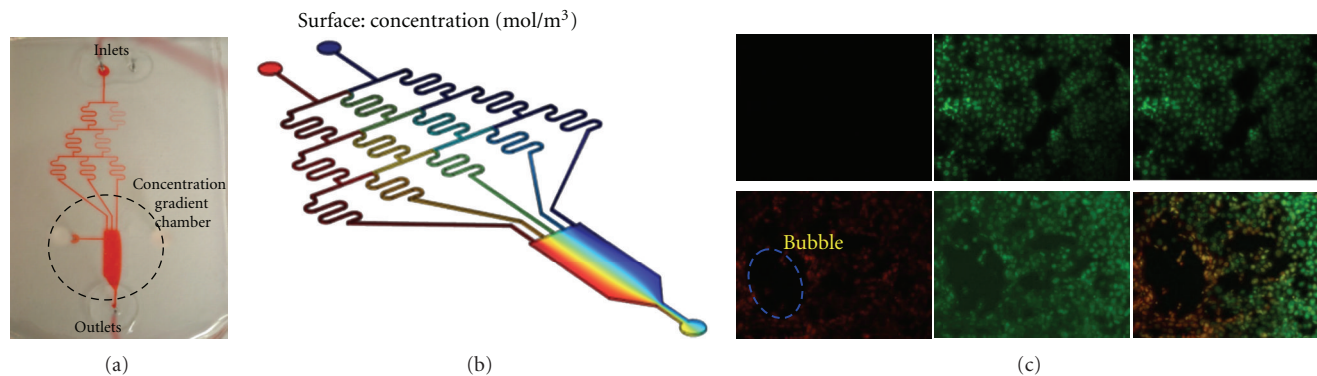 Surface: concentration (mol/m³)
Inlets
Concentration
gradient
chamber
Outlets
Bubble
(a)
(b)
(c)